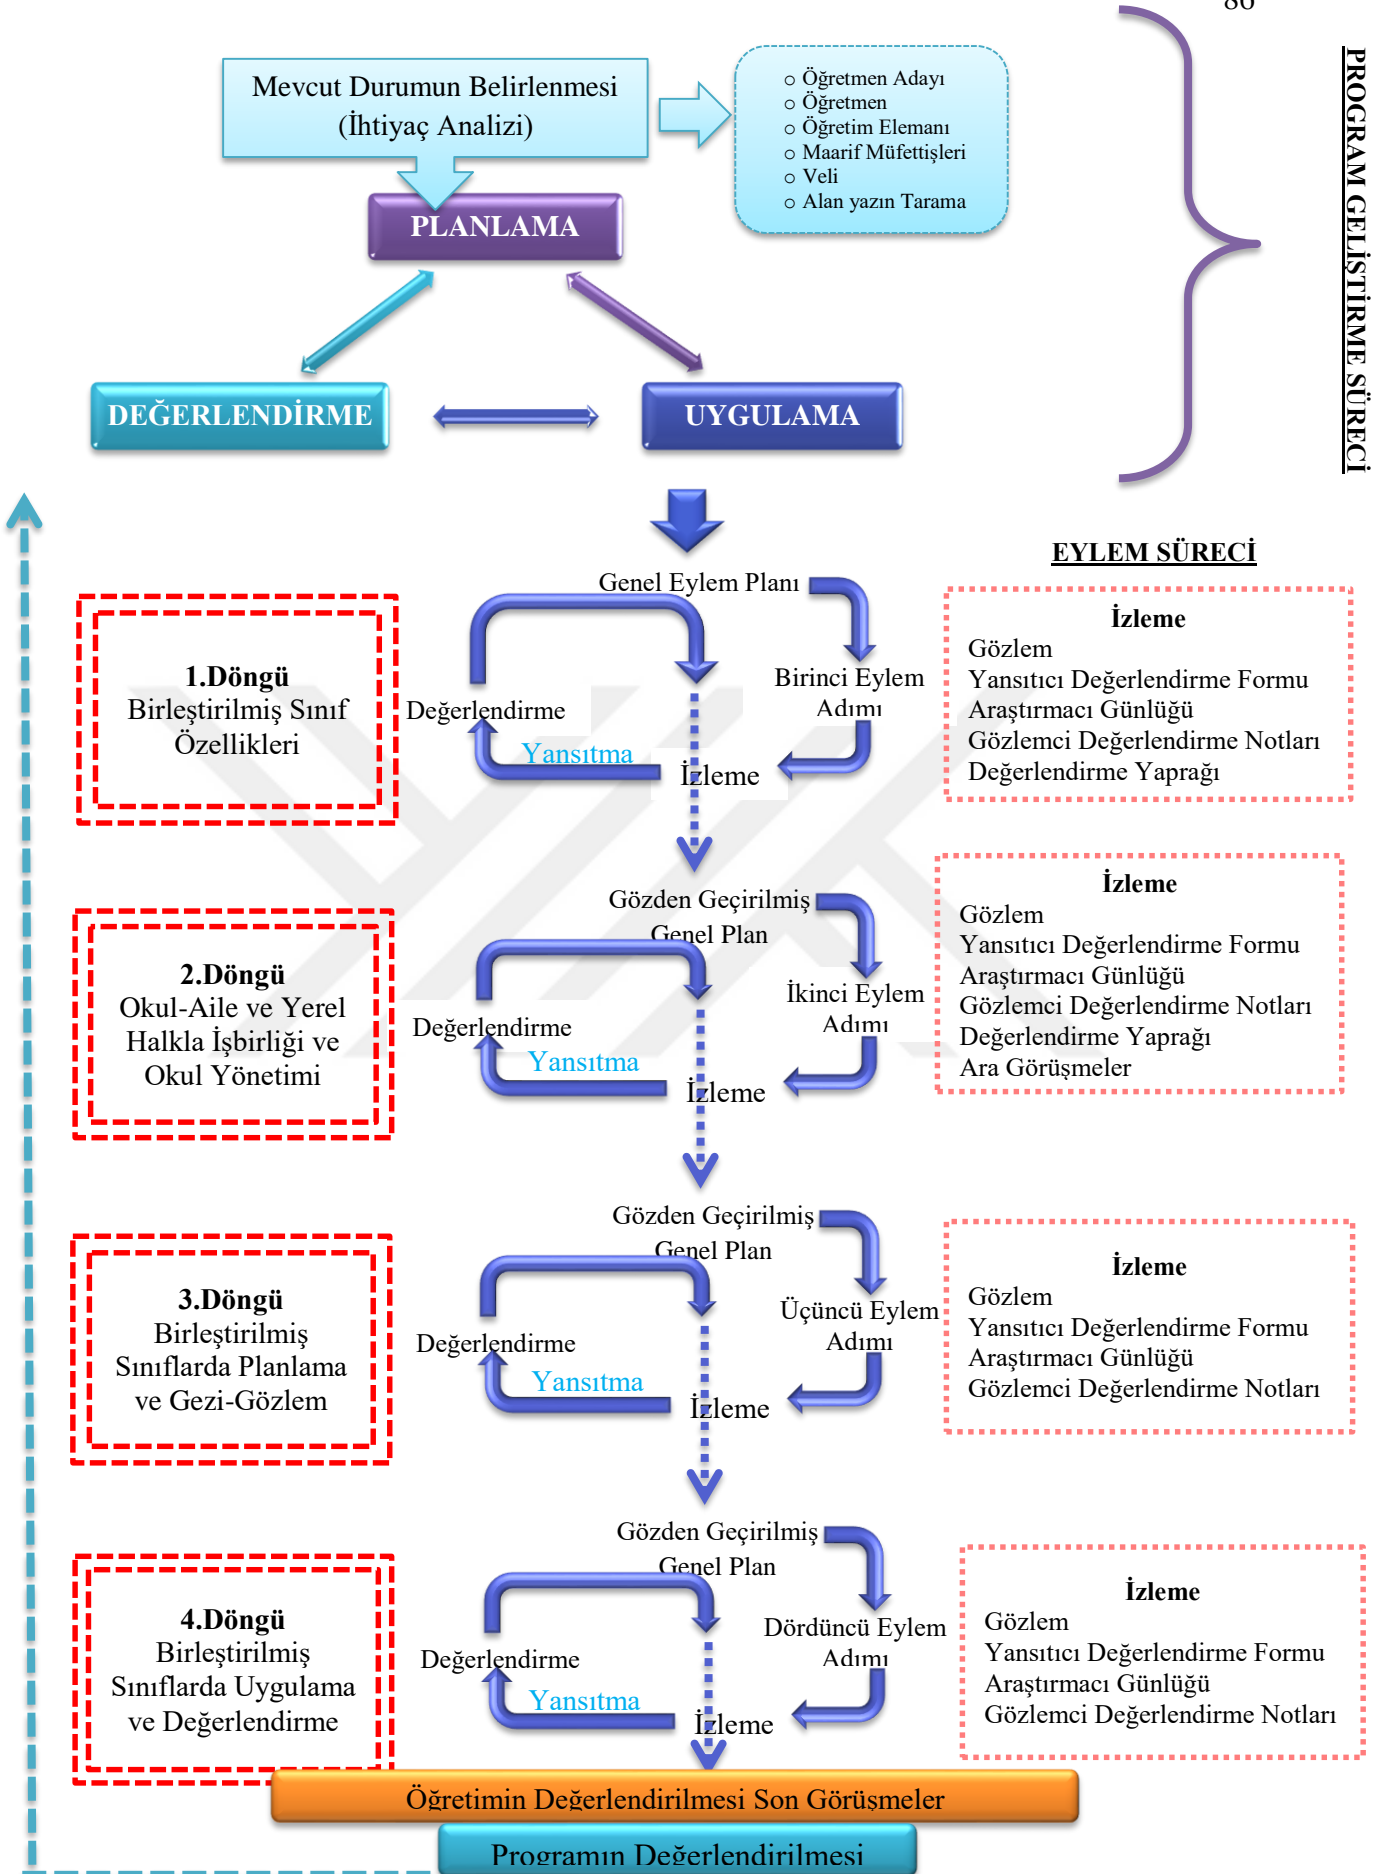 86
PROGRAM GELİŞTİRME SÜRECİ
Mevcut Durumun Belirlenmesi
(İhtiyaç Analizi)
o Öğretmen Adayı
o Öğretmen
o Öğretim Elemanı
o Maarif Müfettişleri
o Veli
o Alan yazın Tarama
PLANLAMA
DEĞERLENDİRME
UYGULAMA
EYLEM SÜRECİ
1.Döngü
Birleştirilmiş Sınıf
Özellikleri
Genel Eylem Planı
Birinci Eylem
Adımı
Değerlendirme
Yansıtma
İzleme
İzleme
Gözlem
Yansıtıcı Değerlendirme Formu
Araştırmacı Günlüğü
Gözlemci Değerlendirme Notları
Değerlendirme Yaprağı
2.Döngü
Okul-Aile ve Yerel
Halkla İşbirliği ve
Okul Yönetimi
Gözden Geçirilmiş
Genel Plan
İkinci Eylem
Adımı
Değerlendirme
Yansıtma
İzleme
İzleme
Gözlem
Yansıtıcı Değerlendirme Formu
Araştırmacı Günlüğü
Gözlemci Değerlendirme Notları
Değerlendirme Yaprağı
Ara Görüşmeler
3.Döngü
Birleştirilmiş
Sınıflarda Planlama
ve Gezi-Gözlem
Gözden Geçirilmiş
Genel Plan
Üçüncü Eylem
Adımı
Değerlendirme
Yansıtma
İzleme
İzleme
Gözlem
Yansıtıcı Değerlendirme Formu
Araştırmacı Günlüğü
Gözlemci Değerlendirme Notları
4.Döngü
Birleştirilmiş
Sınıflarda Uygulama
ve Değerlendirme
Gözden Geçirilmiş
Genel Plan
Dördüncü Eylem
Adımı
Değerlendirme
Yansıtma
İzleme
İzleme
Gözlem
Yansıtıcı Değerlendirme Formu
Araştırmacı Günlüğü
Gözlemci Değerlendirme Notları
Öğretimin Değerlendirilmesi Son Görüşmeler
Programın Değerlendirilmesi